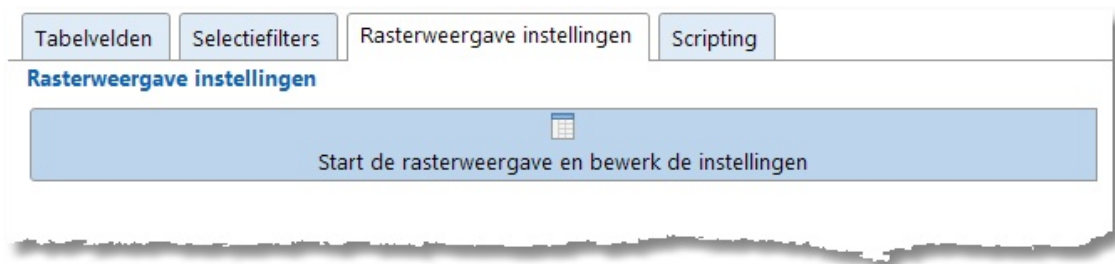 Tabelvelden Selectiefilters Rasterweergave instellingen Scripting
Rasterweergave instellingen
Start de rasterweergave en bewerk de instellingen